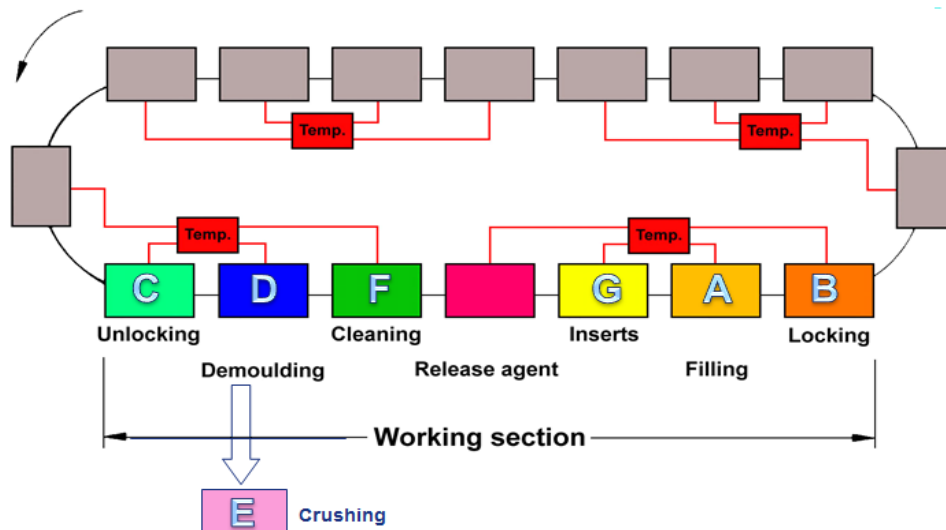 Temp.
Temp.
Temp.
Temp.
C D F G A B
Unlocking Cleaning Inserts Locking
Demoulding Release agent Filling
Working section
E Crushing